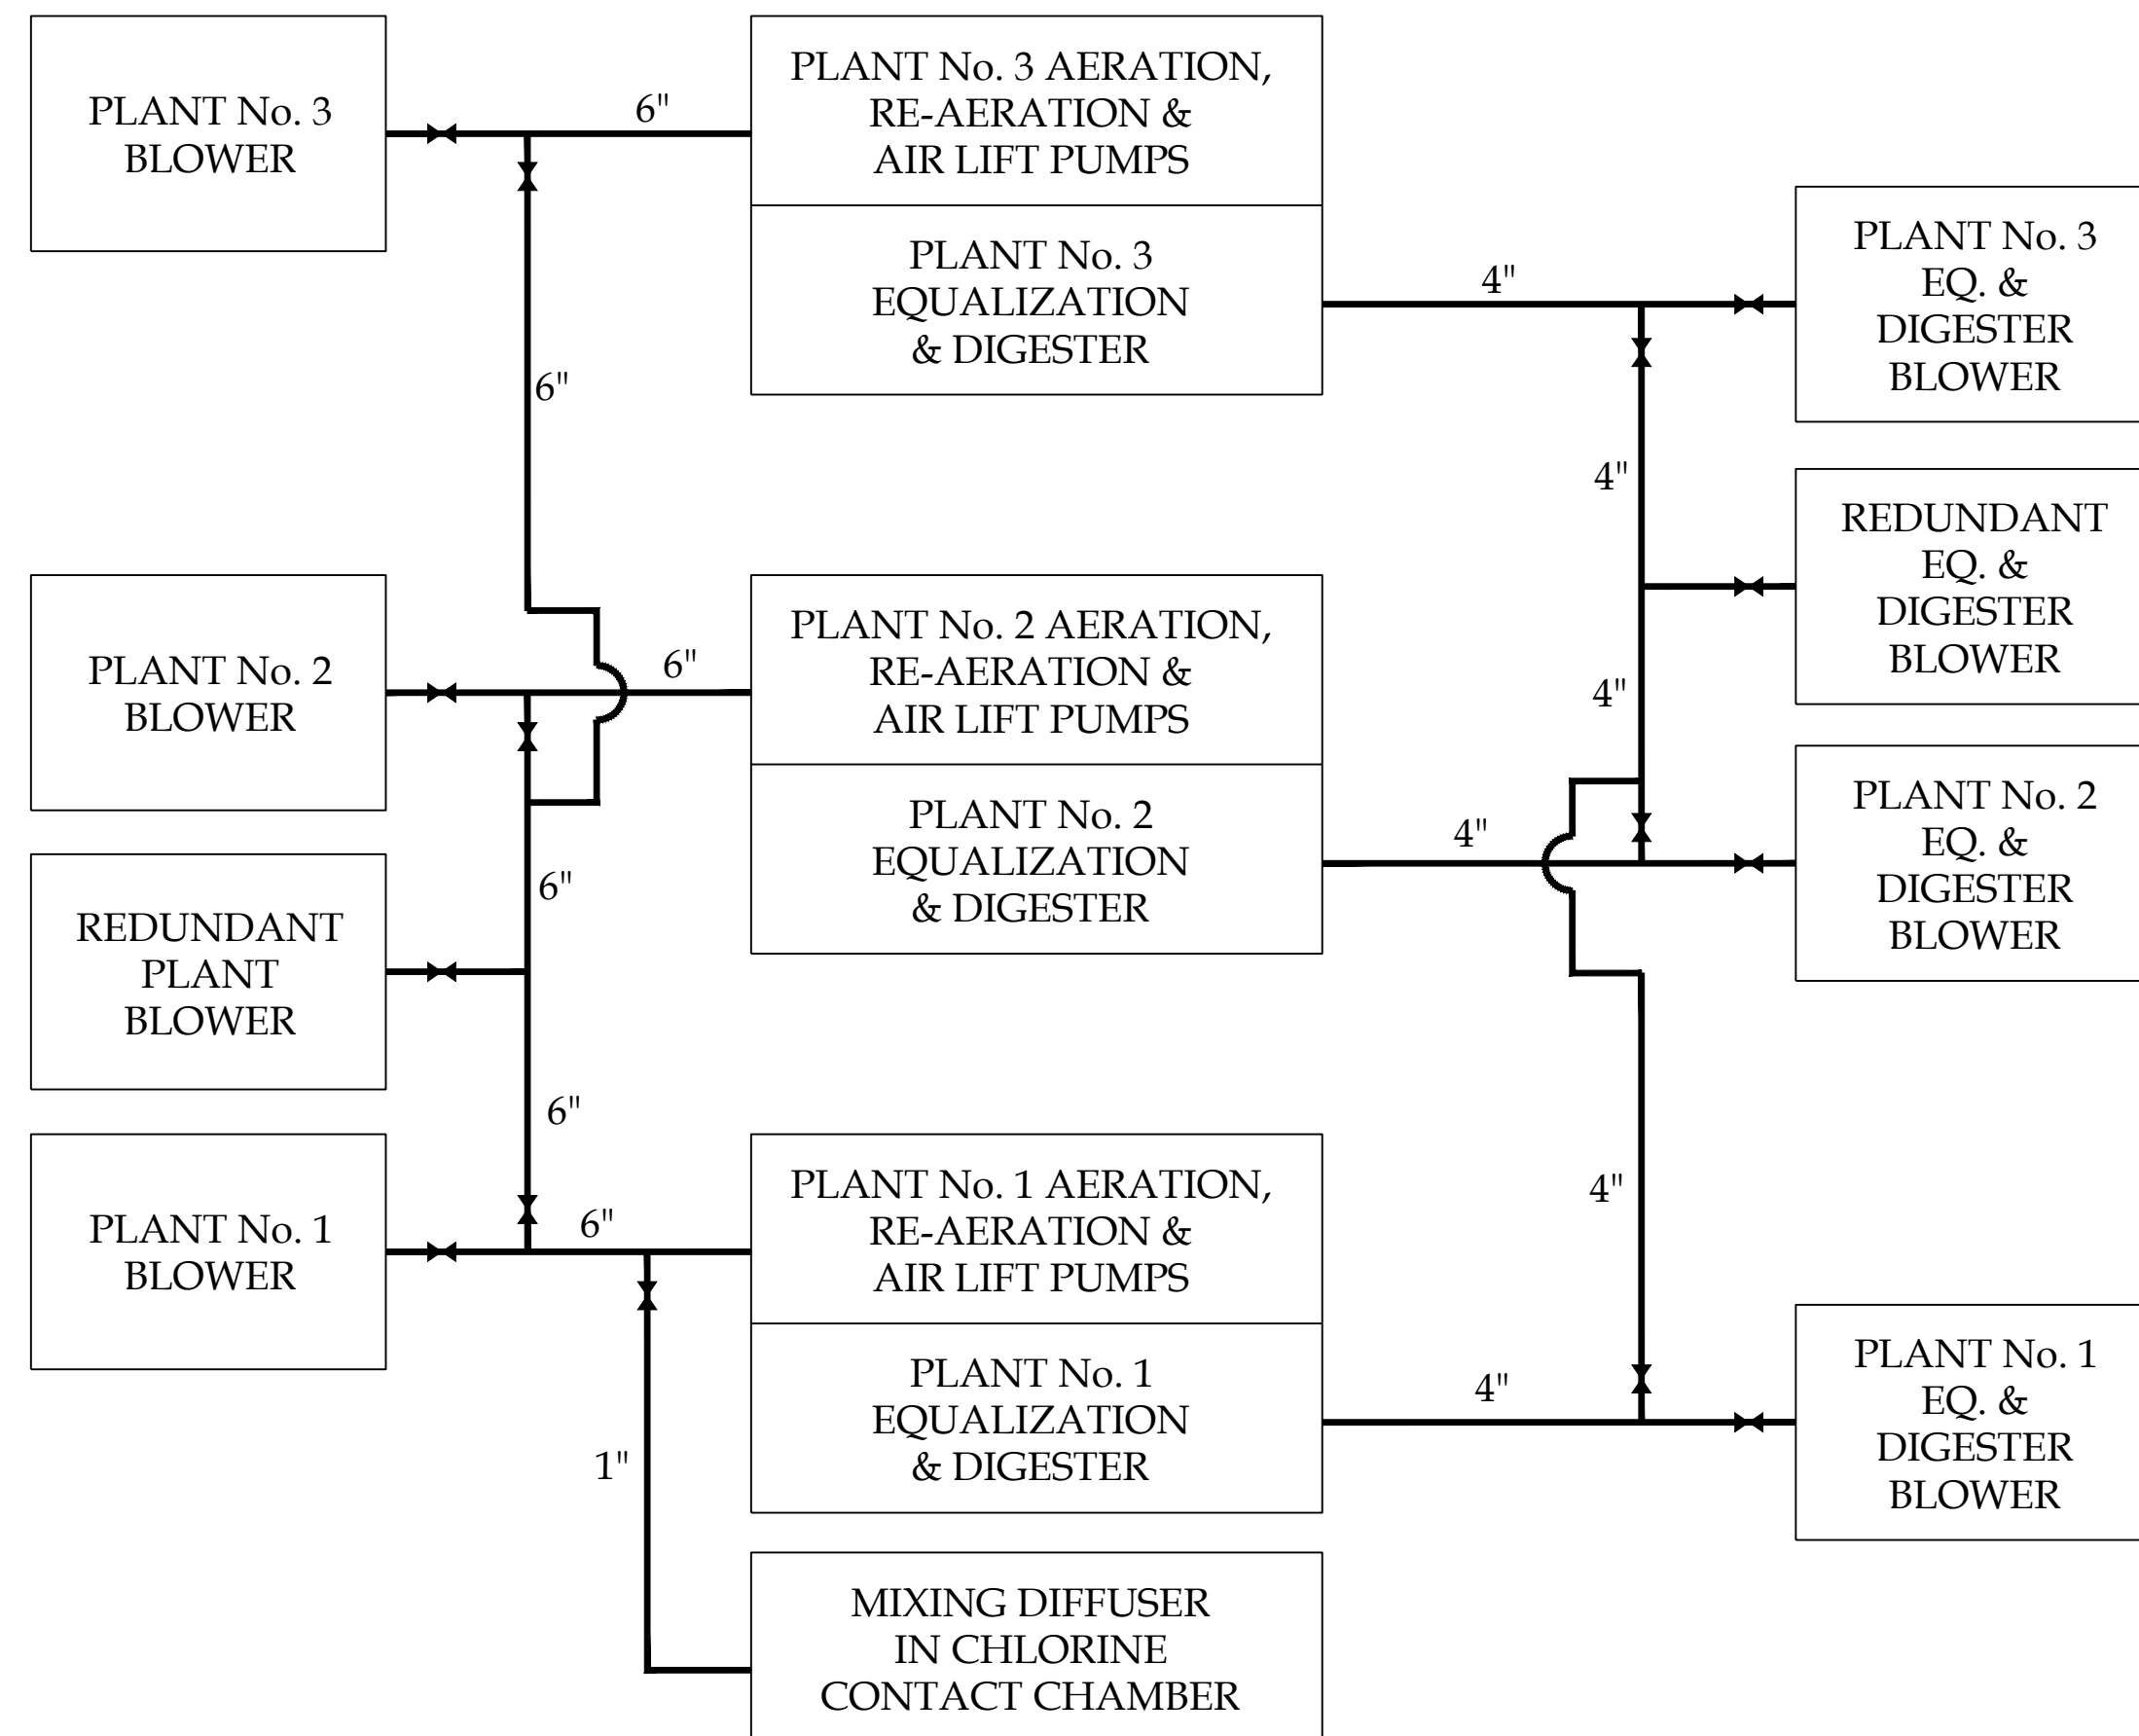 PLANT No. 3
BLOWER
6"
PLANT No. 3 AERATION,
RE-AERATION &
AIR LIFT PUMPS
PLANT No. 3
EQUALIZATION
& DIGESTER
4"
PLANT No. 3
EQ. &
DIGESTER
BLOWER
6"
4"
REDUNDANT
EQ. &
DIGESTER
BLOWER
PLANT No. 2
BLOWER
6"
PLANT No. 2 AERATION,
RE-AERATION &
AIR LIFT PUMPS
4"
PLANT No. 2
EQUALIZATION
& DIGESTER
4"
PLANT No. 2
EQ. &
DIGESTER
BLOWER
6"
REDUNDANT
PLANT
BLOWER
6"
PLANT No. 1
BLOWER
6"
PLANT No. 1 AERATION,
RE-AERATION &
AIR LIFT PUMPS
4"
PLANT No. 1
EQUALIZATION
& DIGESTER
4"
PLANT No. 1
EQ. &
DIGESTER
BLOWER
1"
MIXING DIFFUSER
IN CHLORINE
CONTACT CHAMBER